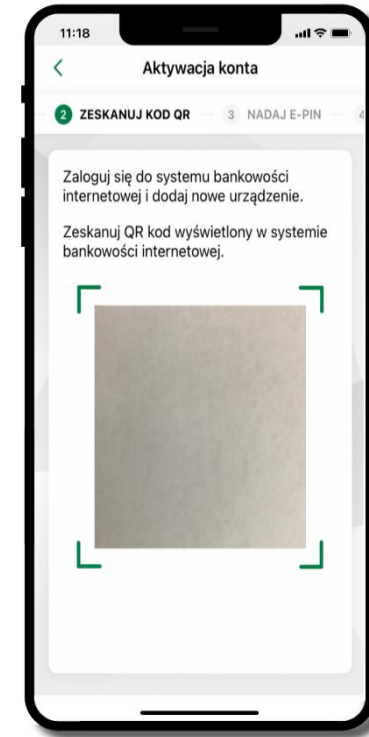 11:18
Aktywacja konta
2 ZESKANUJ KOD QR 3 NADAJ E-PIN 4
Zaloguj się do systemu bankowości
internetowej i dodaj nowe urządzenie.
Zeskanuj QR kod wyświetlony w systemie
bankowości internetowej.